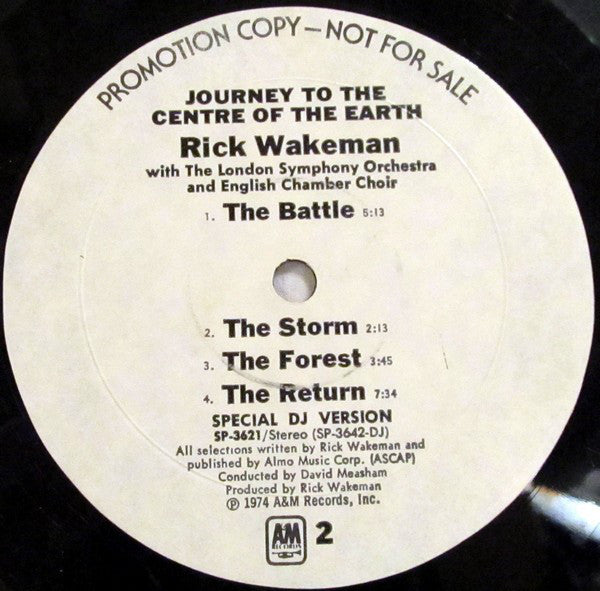 PROMOTION COPY — NOT FOR SALE
JOURNEY TO THE
CENTRE OF THE EARTH
Rick Wakeman
with The London Symphony Orchestra
and English Chamber Choir
1. The Battle 5:13
2. The Storm 2:13
3. The Forest 3:45
4. The Return 7:34
SPECIAL DJ VERSION
SP-3621/Stereo (SP-3642-DJ)
All selections written by Rick Wakeman and
published by Almo Music Corp. (ASCAP)
Conducted by David Measham
Produced by Rick Wakeman
℗ 1974 A&M Records, Inc.
A&M
RECORDS
2